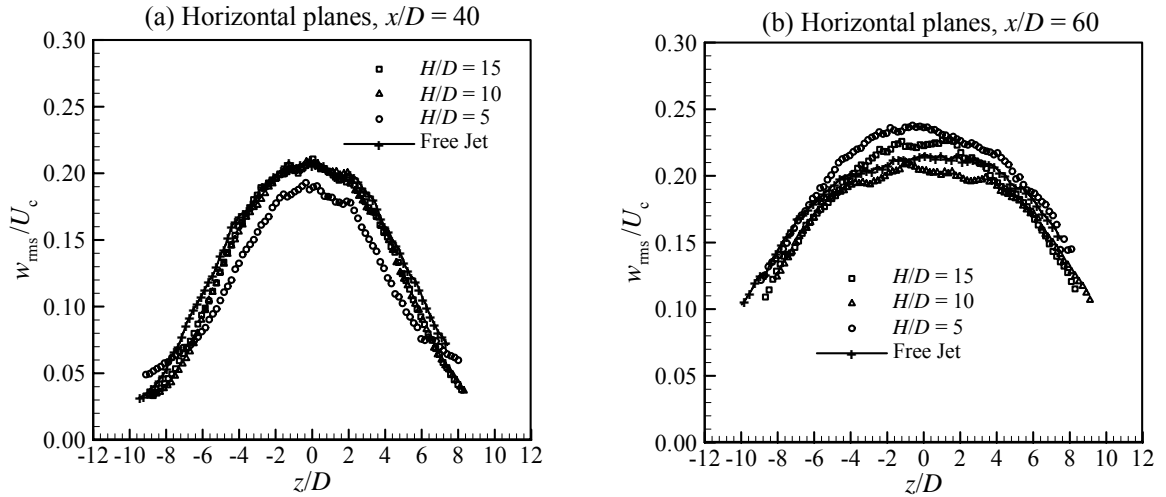 (a) Horizontal planes, x/D = 40
0.30
0.25
0.20
0.15
0.10
0.05
0.00
w_rms/U_c
H/D = 15
H/D = 10
H/D = 5
Free Jet
-12 -10 -8 -6 -4 -2 0 2 4 6 8 10 12
z/D
(b) Horizontal planes, x/D = 60
0.30
0.25
0.20
0.15
0.10
0.05
0.00
w_rms/U_c
H/D = 15
H/D = 10
H/D = 5
Free Jet
-12 -10 -8 -6 -4 -2 0 2 4 6 8 10 12
z/D